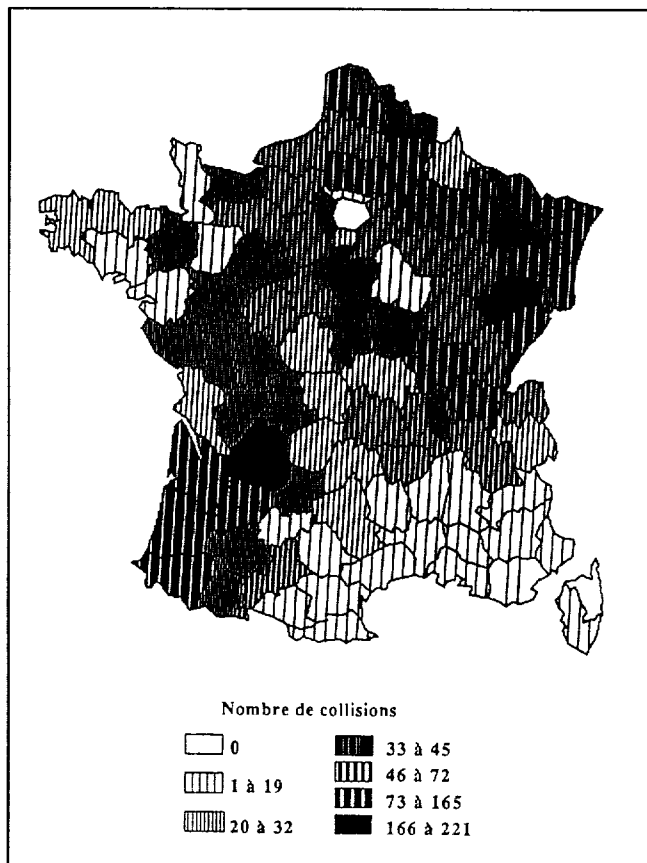 Nombre de collisions
0
1 à 19
20 à 32
33 à 45
46 à 72
73 à 165
166 à 221